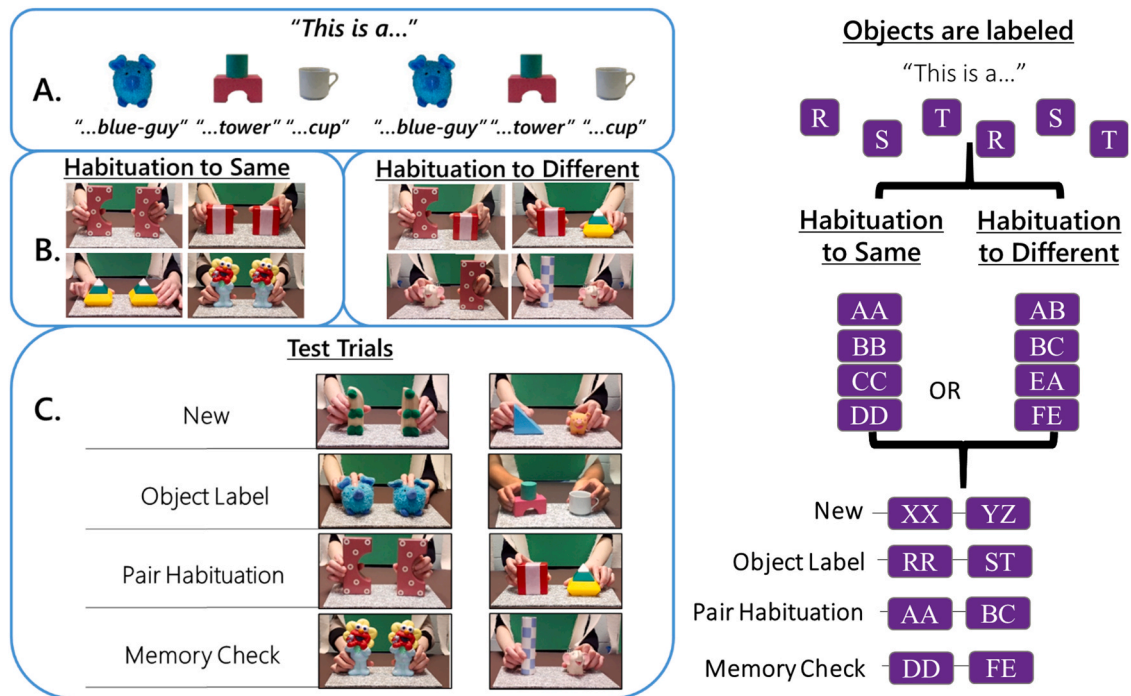 "This is a..."
A.
"...blue-guy" "...tower" "...cup" "...blue-guy" "...tower" "...cup"
B.
Habituation to Same
Habituation to Different
Test Trials
C.
New
Object Label
Pair Habituation
Memory Check
Objects are labeled
"This is a..."
R S T R S T
Habituation
to Same
Habituation
to Different
AA
BB
CC
DD
OR
AB
BC
EA
FE
New XX YZ
Object Label RR ST
Pair Habituation AA BC
Memory Check DD FE